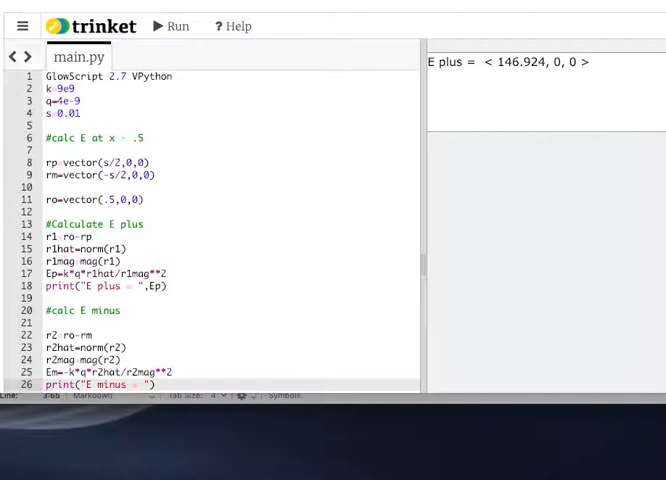 trinket
Run
? Help
main.py
E plus = < 146.924, 0, 0 >
1 GlowScript 2.7 VPython
2 k=9e9
3 q=4e-9
4 s=0.01
5
6 #calc E at x = .5
7
8 rp=vector(s/2,0,0)
9 rm=vector(-s/2,0,0)
10
11 ro=vector(.5,0,0)
12
13 #Calculate E plus
14 r1=ro-rp
15 r1hat=norm(r1)
16 r1mag=mag(r1)
17 Ep=k*q*r1hat/r1mag**2
18 print("E plus = ",Ep)
19
20 #calc E minus
21
22 r2=ro-rm
23 r2hat=norm(r2)
24 r2mag=mag(r2)
25 Em=-k*q*r2hat/r2mag**2
26 print("E minus = ")
Line: 3:66 Markdown Tab Size: 4 Symbols